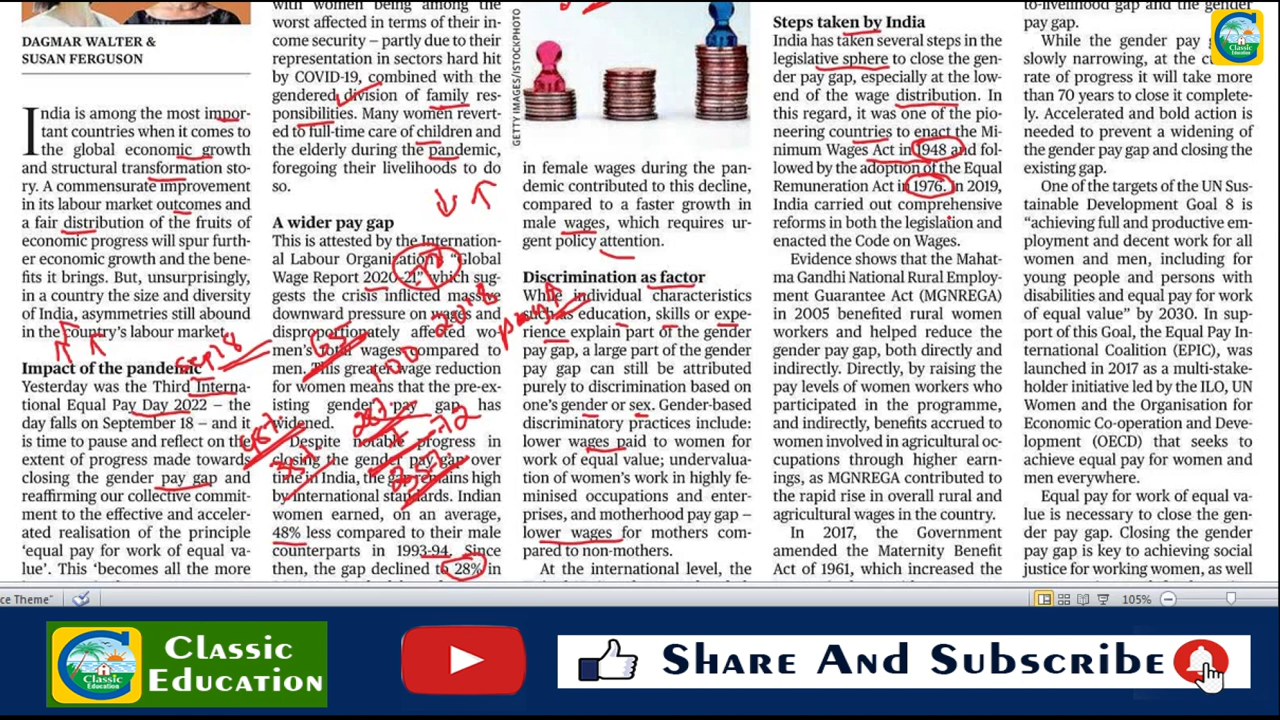 DAGMAR WALTER &
SUSAN FERGUSON
India is among the most impor-
tant countries when it comes to
the global economic growth
and structural transformation sto-
ry. A commensurate improvement
in its labour market outcomes and
a fair distribution of the fruits of
economic progress will spur furth-
er economic growth and the bene-
fits it brings. But, unsurprisingly,
in a country the size and diversity
of India, asymmetries still abound
in the country's labour market.
Impact of the pandemic
Yesterday was the Third Interna-
tional Equal Pay Day 2022 – the
day falls on September 18 – and it
is time to pause and reflect on the
extent of progress made towards
closing the gender pay gap and
reaffirming our collective commit-
ment to the effective and acceler-
ated realisation of the principle
'equal pay for work of equal va-
lue'. This 'becomes all the more
with women being among the
worst affected in terms of their in-
come security – partly due to their
representation in sectors hard hit
by COVID-19, combined with the
gendered division of family res-
ponsibilities. Many women revert-
ed to full-time care of children and
the elderly during the pandemic,
foregoing their livelihoods to do
so.
A wider pay gap
This is attested by the Internation-
al Labour Organization's "Global
Wage Report 2020-21", which sug-
gests the crisis inflicted massive
downward pressure on wages and
disproportionately affected wo
men's total wages compared to
men. This greater wage reduction
for women means that the pre-ex-
isting gender pay gap has
widened.
Despite notable progress in
closing the gender pay gap over
time in India, the gap remains high
by international standards. Indian
women earned, on an average,
48% less compared to their male
counterparts in 1993-94. Since
then, the gap declined to 28% in
Sep 18
100
GETTY IMAGES/ISTOCKPHOTO
in female wages during the pan-
demic contributed to this decline,
compared to a faster growth in
male wages, which requires ur-
gent policy attention.
Discrimination as factor
While individual characteristics
such as education, skills or expe-
rience explain part of the gender
pay gap, a large part of the gender
pay gap can still be attributed
purely to discrimination based on
one's gender or sex. Gender-based
discriminatory practices include:
lower wages paid to women for
work of equal value; undervalua-
tion of women's work in highly fe-
minised occupations and enter-
prises, and motherhood pay gap –
lower wages for mothers com-
pared to non-mothers.
At the international level, the
Steps taken by India
India has taken several steps in the
legislative sphere to close the gen-
der pay gap, especially at the low-
end of the wage distribution. In
this regard, it was one of the pio-
neering countries to enact the Mi-
nimum Wages Act in 1948 and fol-
lowed by the adoption of the Equal
Remuneration Act in 1976. In 2019,
India carried out comprehensive
reforms in both the legislation and
enacted the Code on Wages.
Evidence shows that the Mahat-
ma Gandhi National Rural Employ-
ment Guarantee Act (MGNREGA)
in 2005 benefited rural women
workers and helped reduce the
gender pay gap, both directly and
indirectly. Directly, by raising the
pay levels of women workers who
participated in the programme,
and indirectly, benefits accrued to
women involved in agricultural oc-
cupations through higher earn-
ings, as MGNREGA contributed to
the rapid rise in overall rural and
agricultural wages in the country.
In 2017, the Government
amended the Maternity Benefit
Act of 1961, which increased the
to-livelihood gap and the gender
pay gap.
While the gender pay
slowly narrowing, at the
rate of progress it will take more
than 70 years to close it complete-
ly. Accelerated and bold action is
needed to prevent a widening of
the gender pay gap and closing the
existing gap.
One of the targets of the UN Sus-
tainable Development Goal 8 is
"achieving full and productive em-
ployment and decent work for all
women and men, including for
young people and persons with
disabilities and equal pay for work
of equal value" by 2030. In sup-
port of this Goal, the Equal Pay In-
ternational Coalition (EPIC), was
launched in 2017 as a multi-stake-
holder initiative led by the ILO, UN
Women and the Organisation for
Economic Co-operation and Deve-
lopment (OECD) that seeks to
achieve equal pay for women and
men everywhere.
Equal pay for work of equal va-
lue is necessary to close the gen-
der pay gap. Closing the gender
pay gap is key to achieving social
justice for working women, as well
Classic
Education
ce Theme"
105%
Classic
Education
Classic
Education
Share And Subscribe